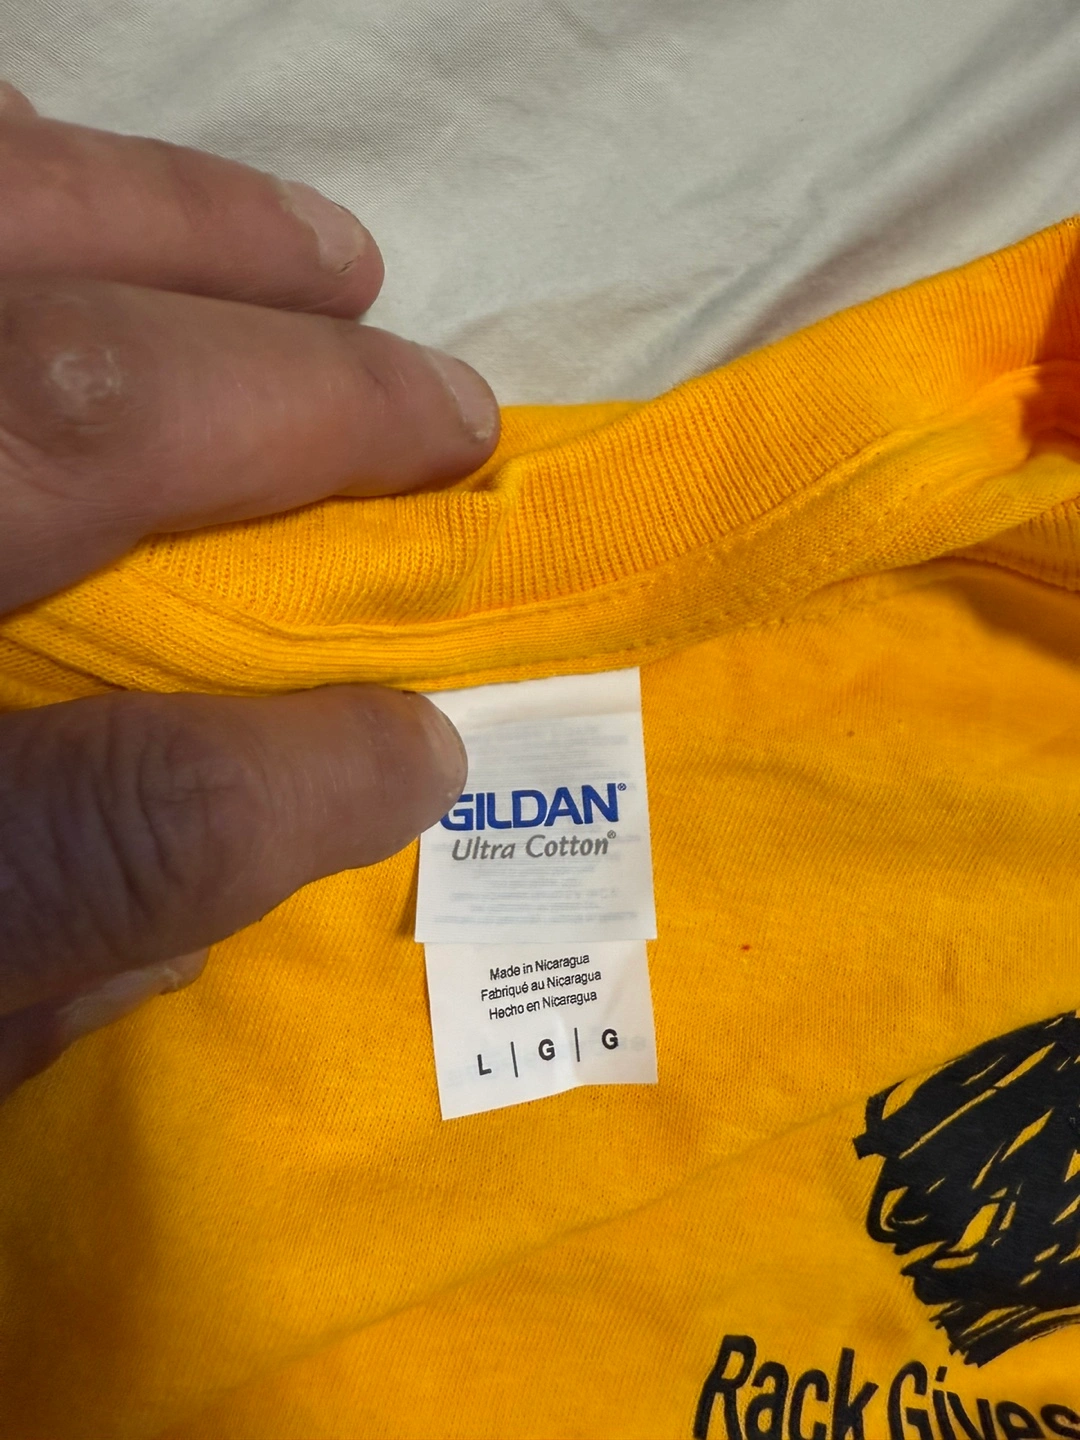 GILDAN®
Ultra Cotton®
Made in Nicaragua
Fabriqué au Nicaragua
Hecho en Nicaragua
L | G | G
Rack Gives